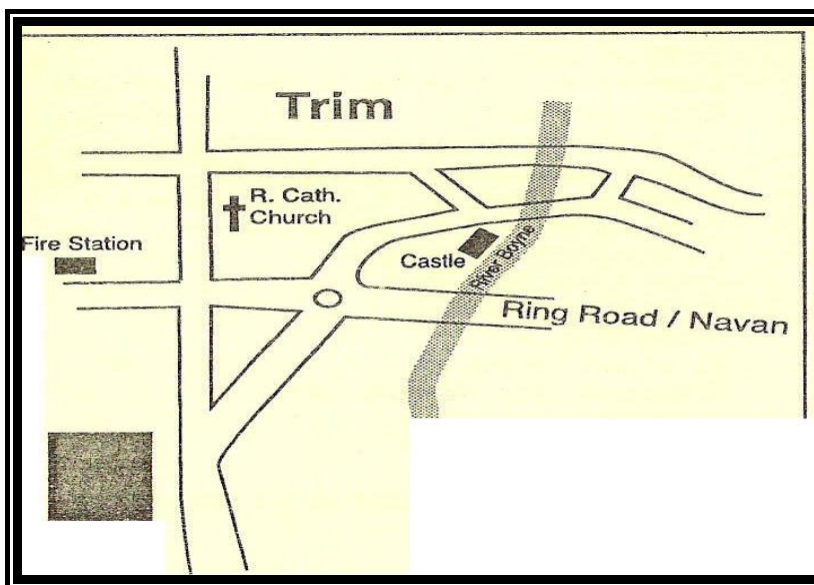 Trim
R. Cath.
Church
Fire Station
Castle
River Boyne
Ring Road / Navan